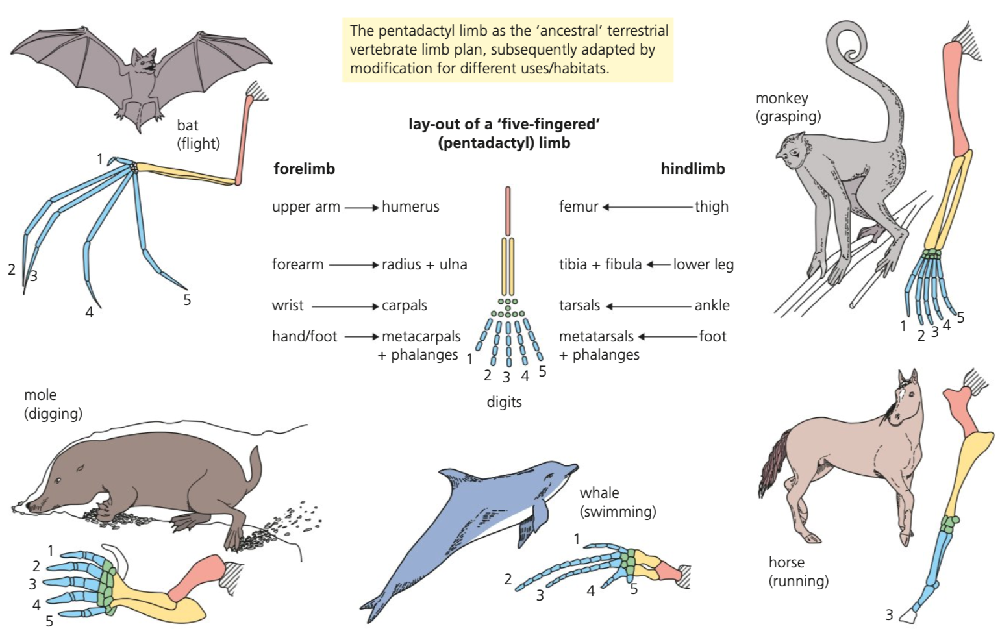 The pentadactyl limb as the ‘ancestral’ terrestrial
vertebrate limb plan, subsequently adapted by
modification for different uses/habitats.
bat
(flight)
1
2
3
4
5
monkey
(grasping)
1
2
3
4
5
lay-out of a ‘five-fingered’
(pentadactyl) limb
forelimb
hindlimb
upper arm
humerus
femur
thigh
forearm
radius + ulna
tibia + fibula
lower leg
wrist
carpals
tarsals
ankle
hand/foot
metacarpals
+ phalanges
metatarsals
+ phalanges
foot
1
2
3
4
5
digits
mole
(digging)
1
2
3
4
5
whale
(swimming)
1
2
3
4
5
horse
(running)
3